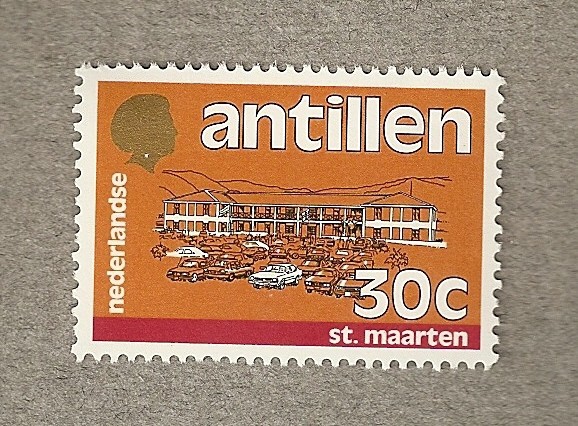 antillen
nederlandse
30c
st. maarten